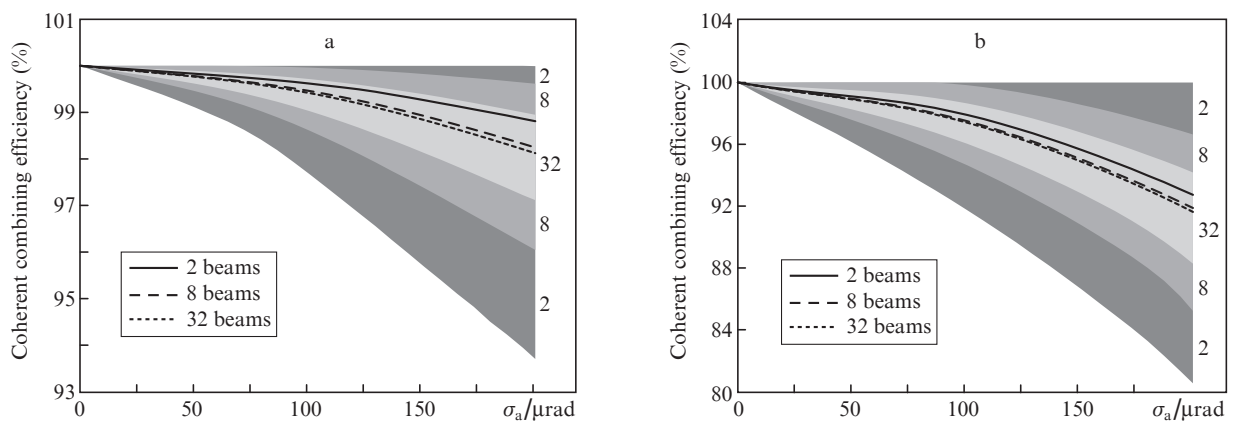 a
Coherent combining efficiency (%)
101
99
97
95
93
0
50
100
150
σa/μrad
2
8
32
8
2
2 beams
8 beams
32 beams
b
Coherent combining efficiency (%)
104
100
96
92
88
84
80
0
50
100
150
σa/μrad
2
8
32
8
2
2 beams
8 beams
32 beams